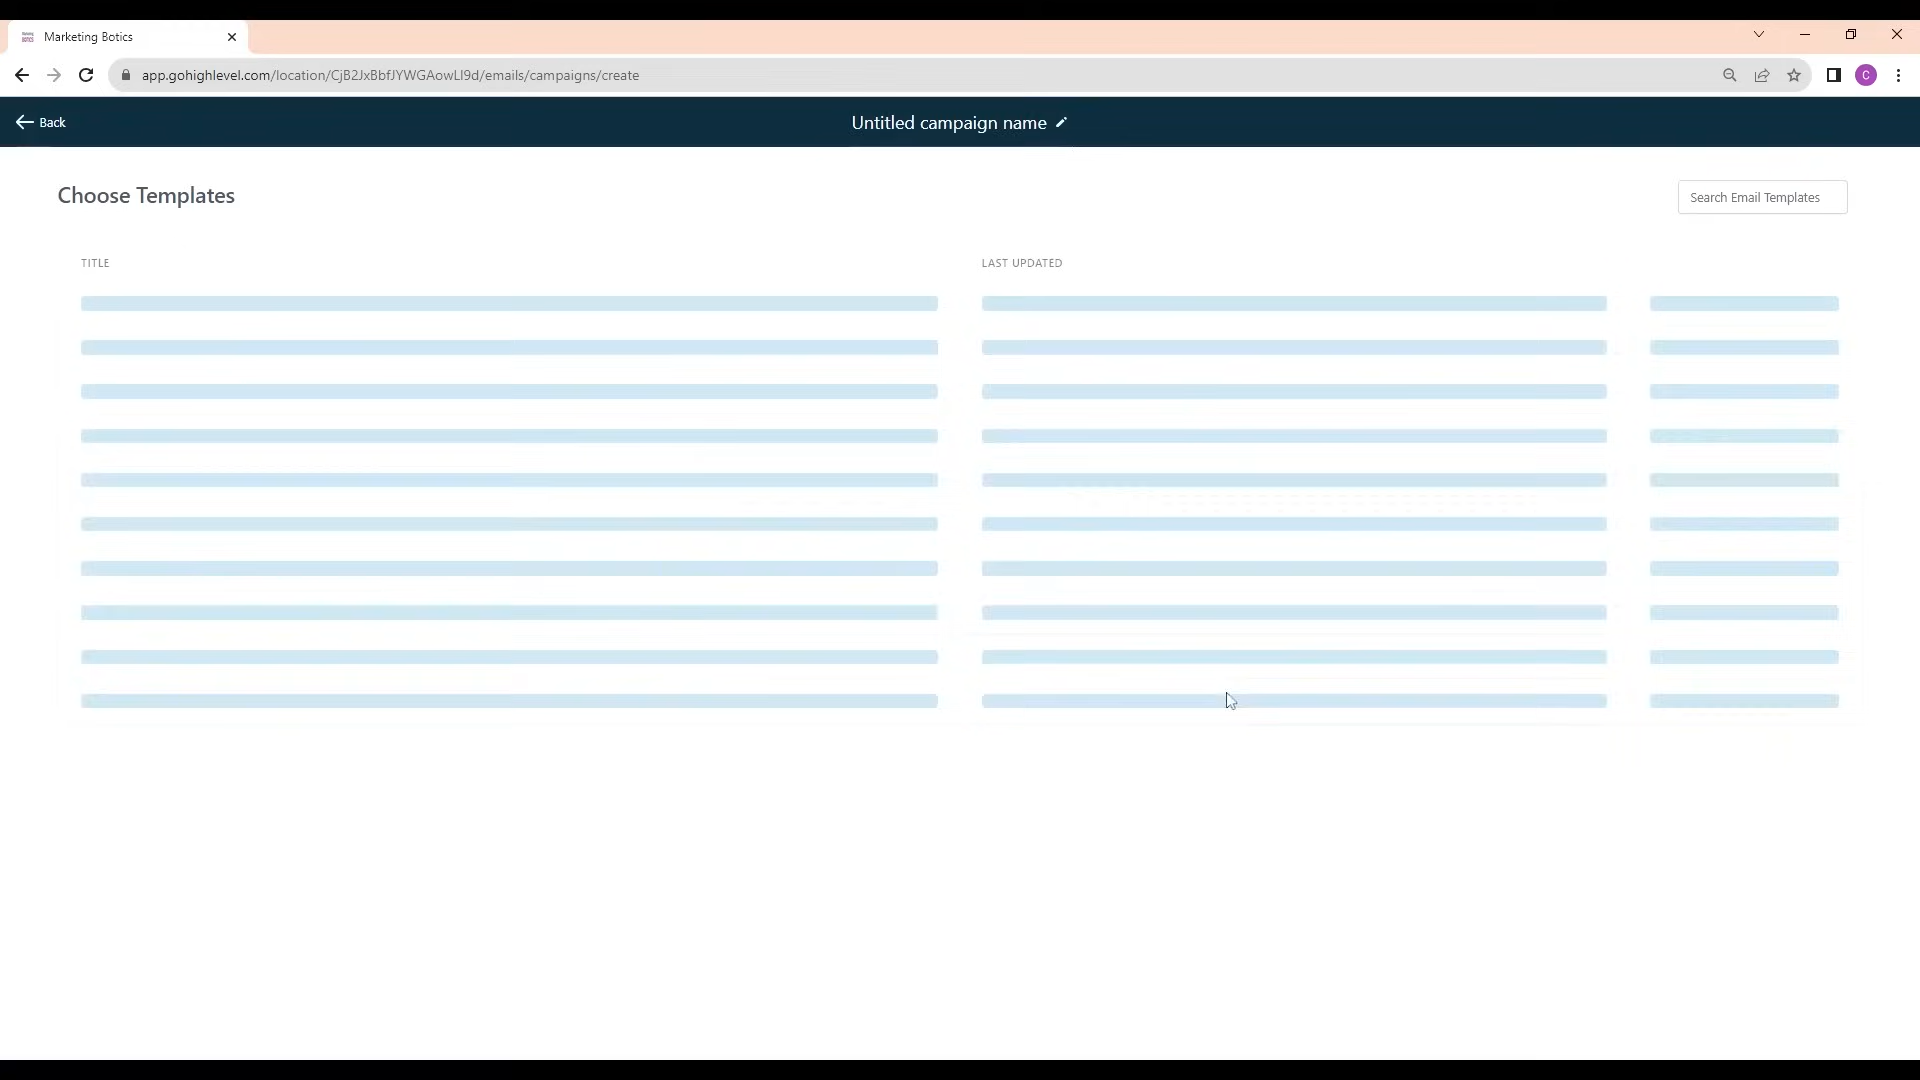 Marketing Botics
app.gohighlevel.com/location/CjB2JxBbfJYWGAowLI9d/emails/campaigns/create
C
Back
Untitled campaign name
Choose Templates
Search Email Templates
TITLE
LAST UPDATED